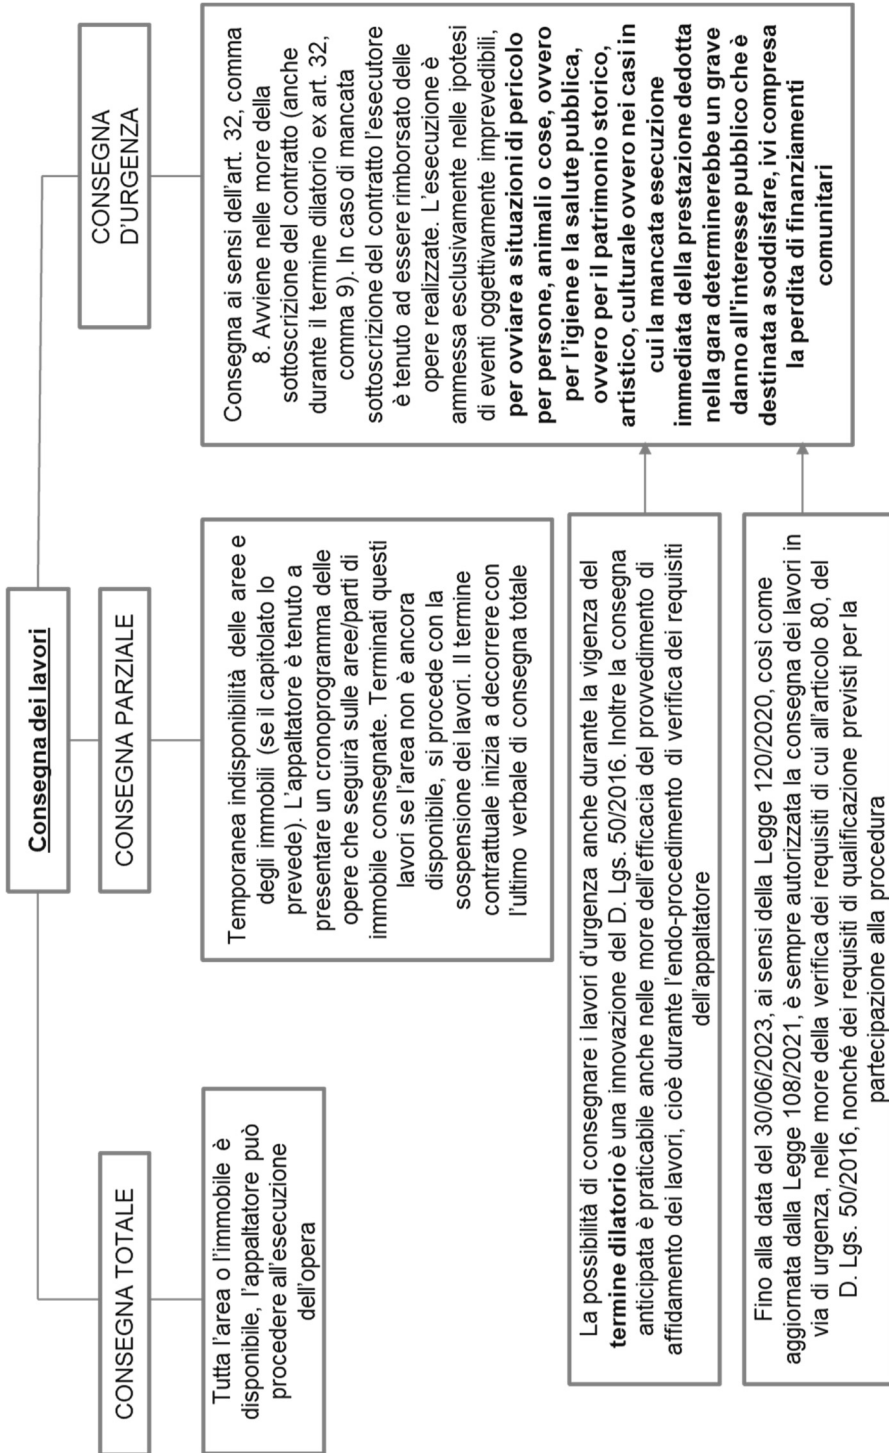 Consegna dei lavori
CONSEGNA TOTALE
Tutta l'area o l'immobile è
disponibile, l'appaltatore può
procedere all'esecuzione
dell'opera
CONSEGNA PARZIALE
Temporanea indisponibilità delle aree e
degli immobili (se il capitolato lo
prevede). L'appaltatore è tenuto a
presentare un cronoprogramma delle
opere che seguirà sulle aree/parti di
immobile consegnate. Terminati questi
lavori se l'area non è ancora
disponibile, si procede con la
sospensione dei lavori. Il termine
contrattuale inizia a decorrere con
l'ultimo verbale di consegna totale
CONSEGNA
D'URGENZA
Consegna ai sensi dell'art. 32, comma
8. Avviene nelle more della
sottoscrizione del contratto (anche
durante il termine dilatorio ex art. 32,
comma 9). In caso di mancata
sottoscrizione del contratto l'esecutore
è tenuto ad essere rimborsato delle
opere realizzate. L'esecuzione è
ammessa esclusivamente nelle ipotesi
di eventi oggettivamente imprevedibili,
per ovviare a situazioni di pericolo
per persone, animali o cose, ovvero
per l'igiene e la salute pubblica,
ovvero per il patrimonio storico,
artistico, culturale ovvero nei casi in
cui la mancata esecuzione
immediata della prestazione dedotta
nella gara determinerebbe un grave
danno all'interesse pubblico che è
destinata a soddisfare, ivi compresa
la perdita di finanziamenti
comunitari
La possibilità di consegnare i lavori d'urgenza anche durante la vigenza del
termine dilatorio è una innovazione del D. Lgs. 50/2016. Inoltre la consegna
anticipata è praticabile anche nelle more dell'efficacia del provvedimento di
affidamento dei lavori, cioè durante l'endo-procedimento di verifica dei requisiti
dell'appaltatore
Fino alla data del 30/06/2023, ai sensi della Legge 120/2020, così come
aggiornata dalla Legge 108/2021, è sempre autorizzata la consegna dei lavori in
via di urgenza, nelle more della verifica dei requisiti di cui all'articolo 80, del
D. Lgs. 50/2016, nonché dei requisiti di qualificazione previsti per la
partecipazione alla procedura